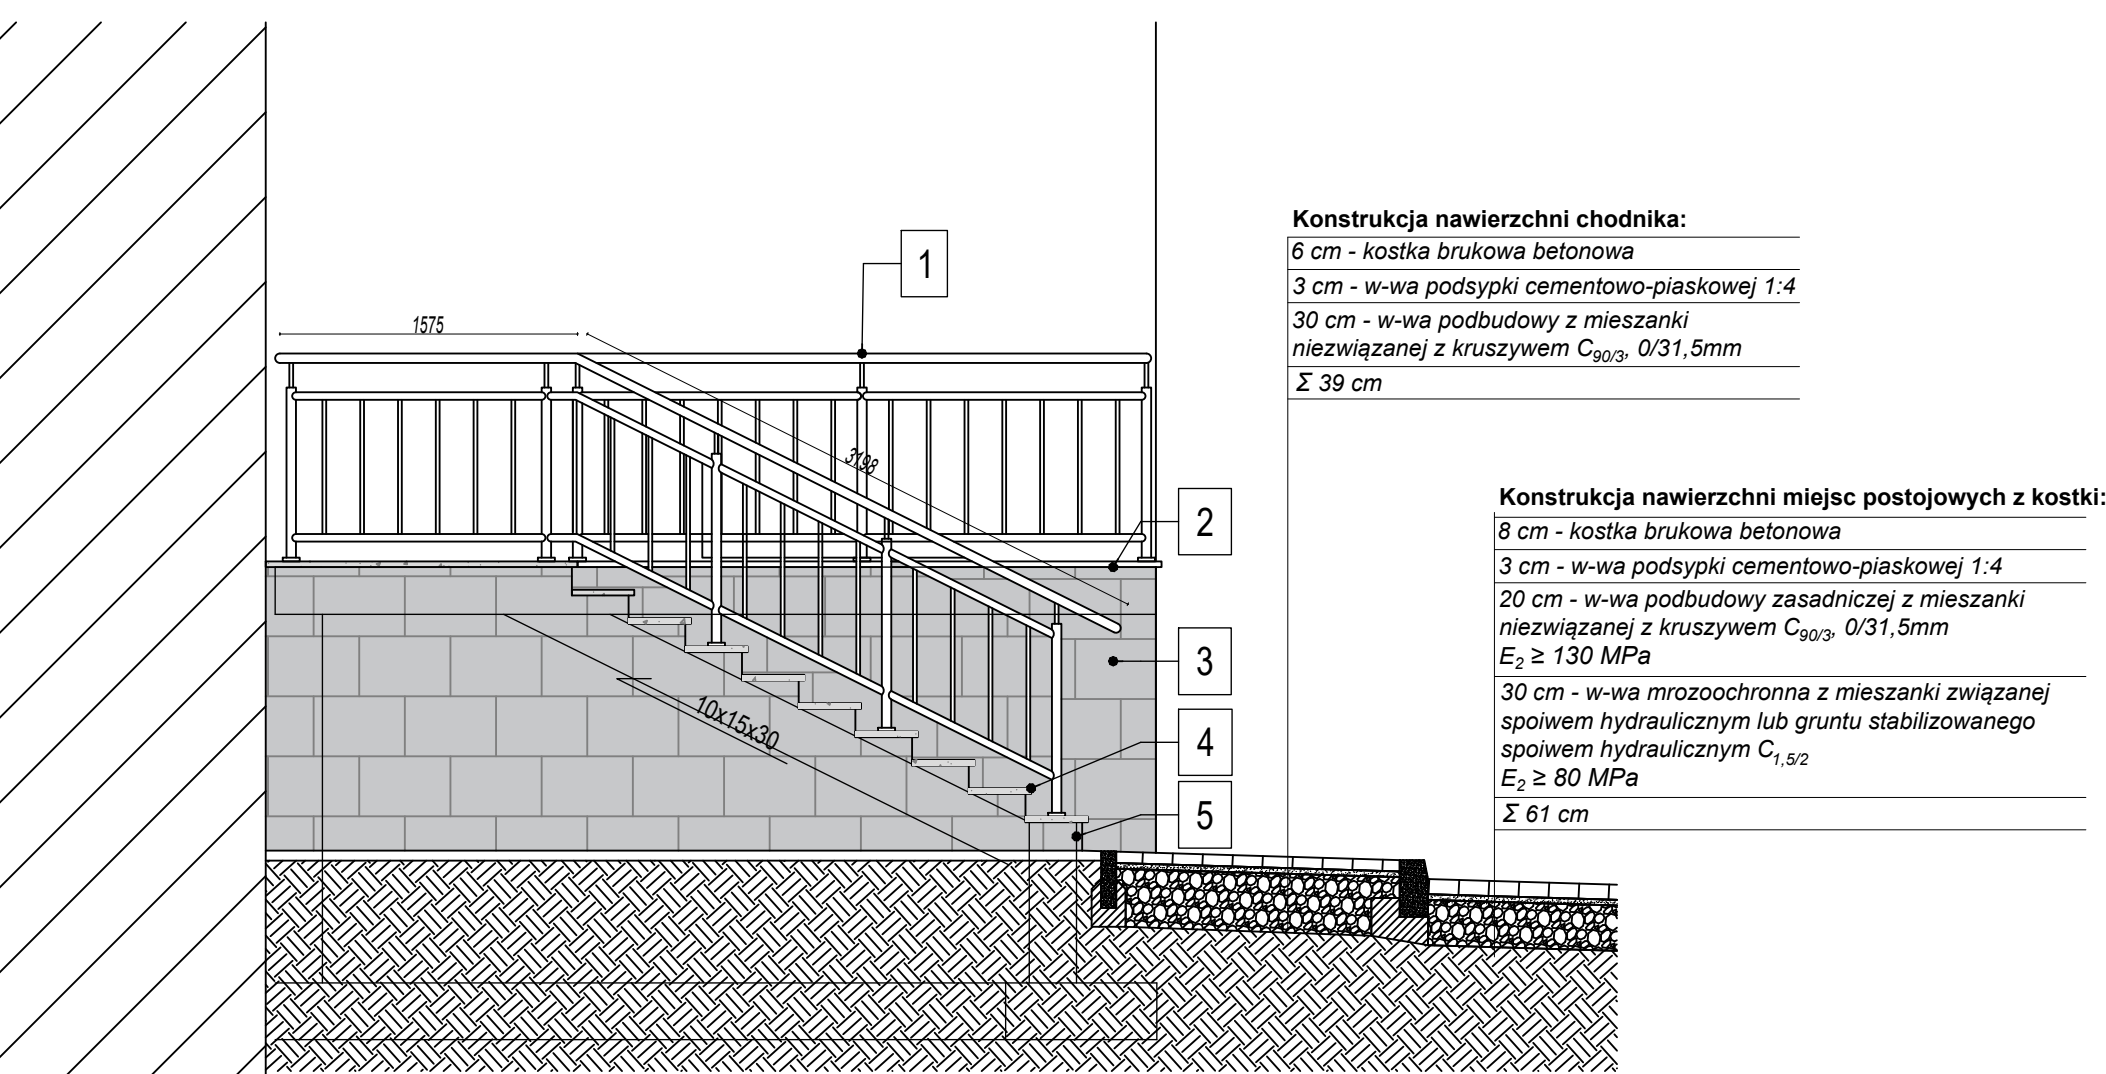 Konstrukcja nawierzchni chodnika:
6 cm - kostka brukowa betonowa
3 cm - w-wa podsypki cementowo-piaskowej 1:4
30 cm - w-wa podbudowy z mieszanki
niezwiązanej z kruszywem C90/3, 0/31,5mm
Σ 39 cm
1
1575
3198
2
3
4
5
10x15x30
Konstrukcja nawierzchni miejsc postojowych z kostki:
8 cm - kostka brukowa betonowa
3 cm - w-wa podsypki cementowo-piaskowej 1:4
20 cm - w-wa podbudowy zasadniczej z mieszanki
niezwiązanej z kruszywem C90/3, 0/31,5mm
E2 ≥ 130 MPa
30 cm - w-wa mrozoochronna z mieszanki związanej
spoiwem hydraulicznym lub gruntu stabilizowanego
spoiwem hydraulicznym C1,5/2
E2 ≥ 80 MPa
Σ 61 cm